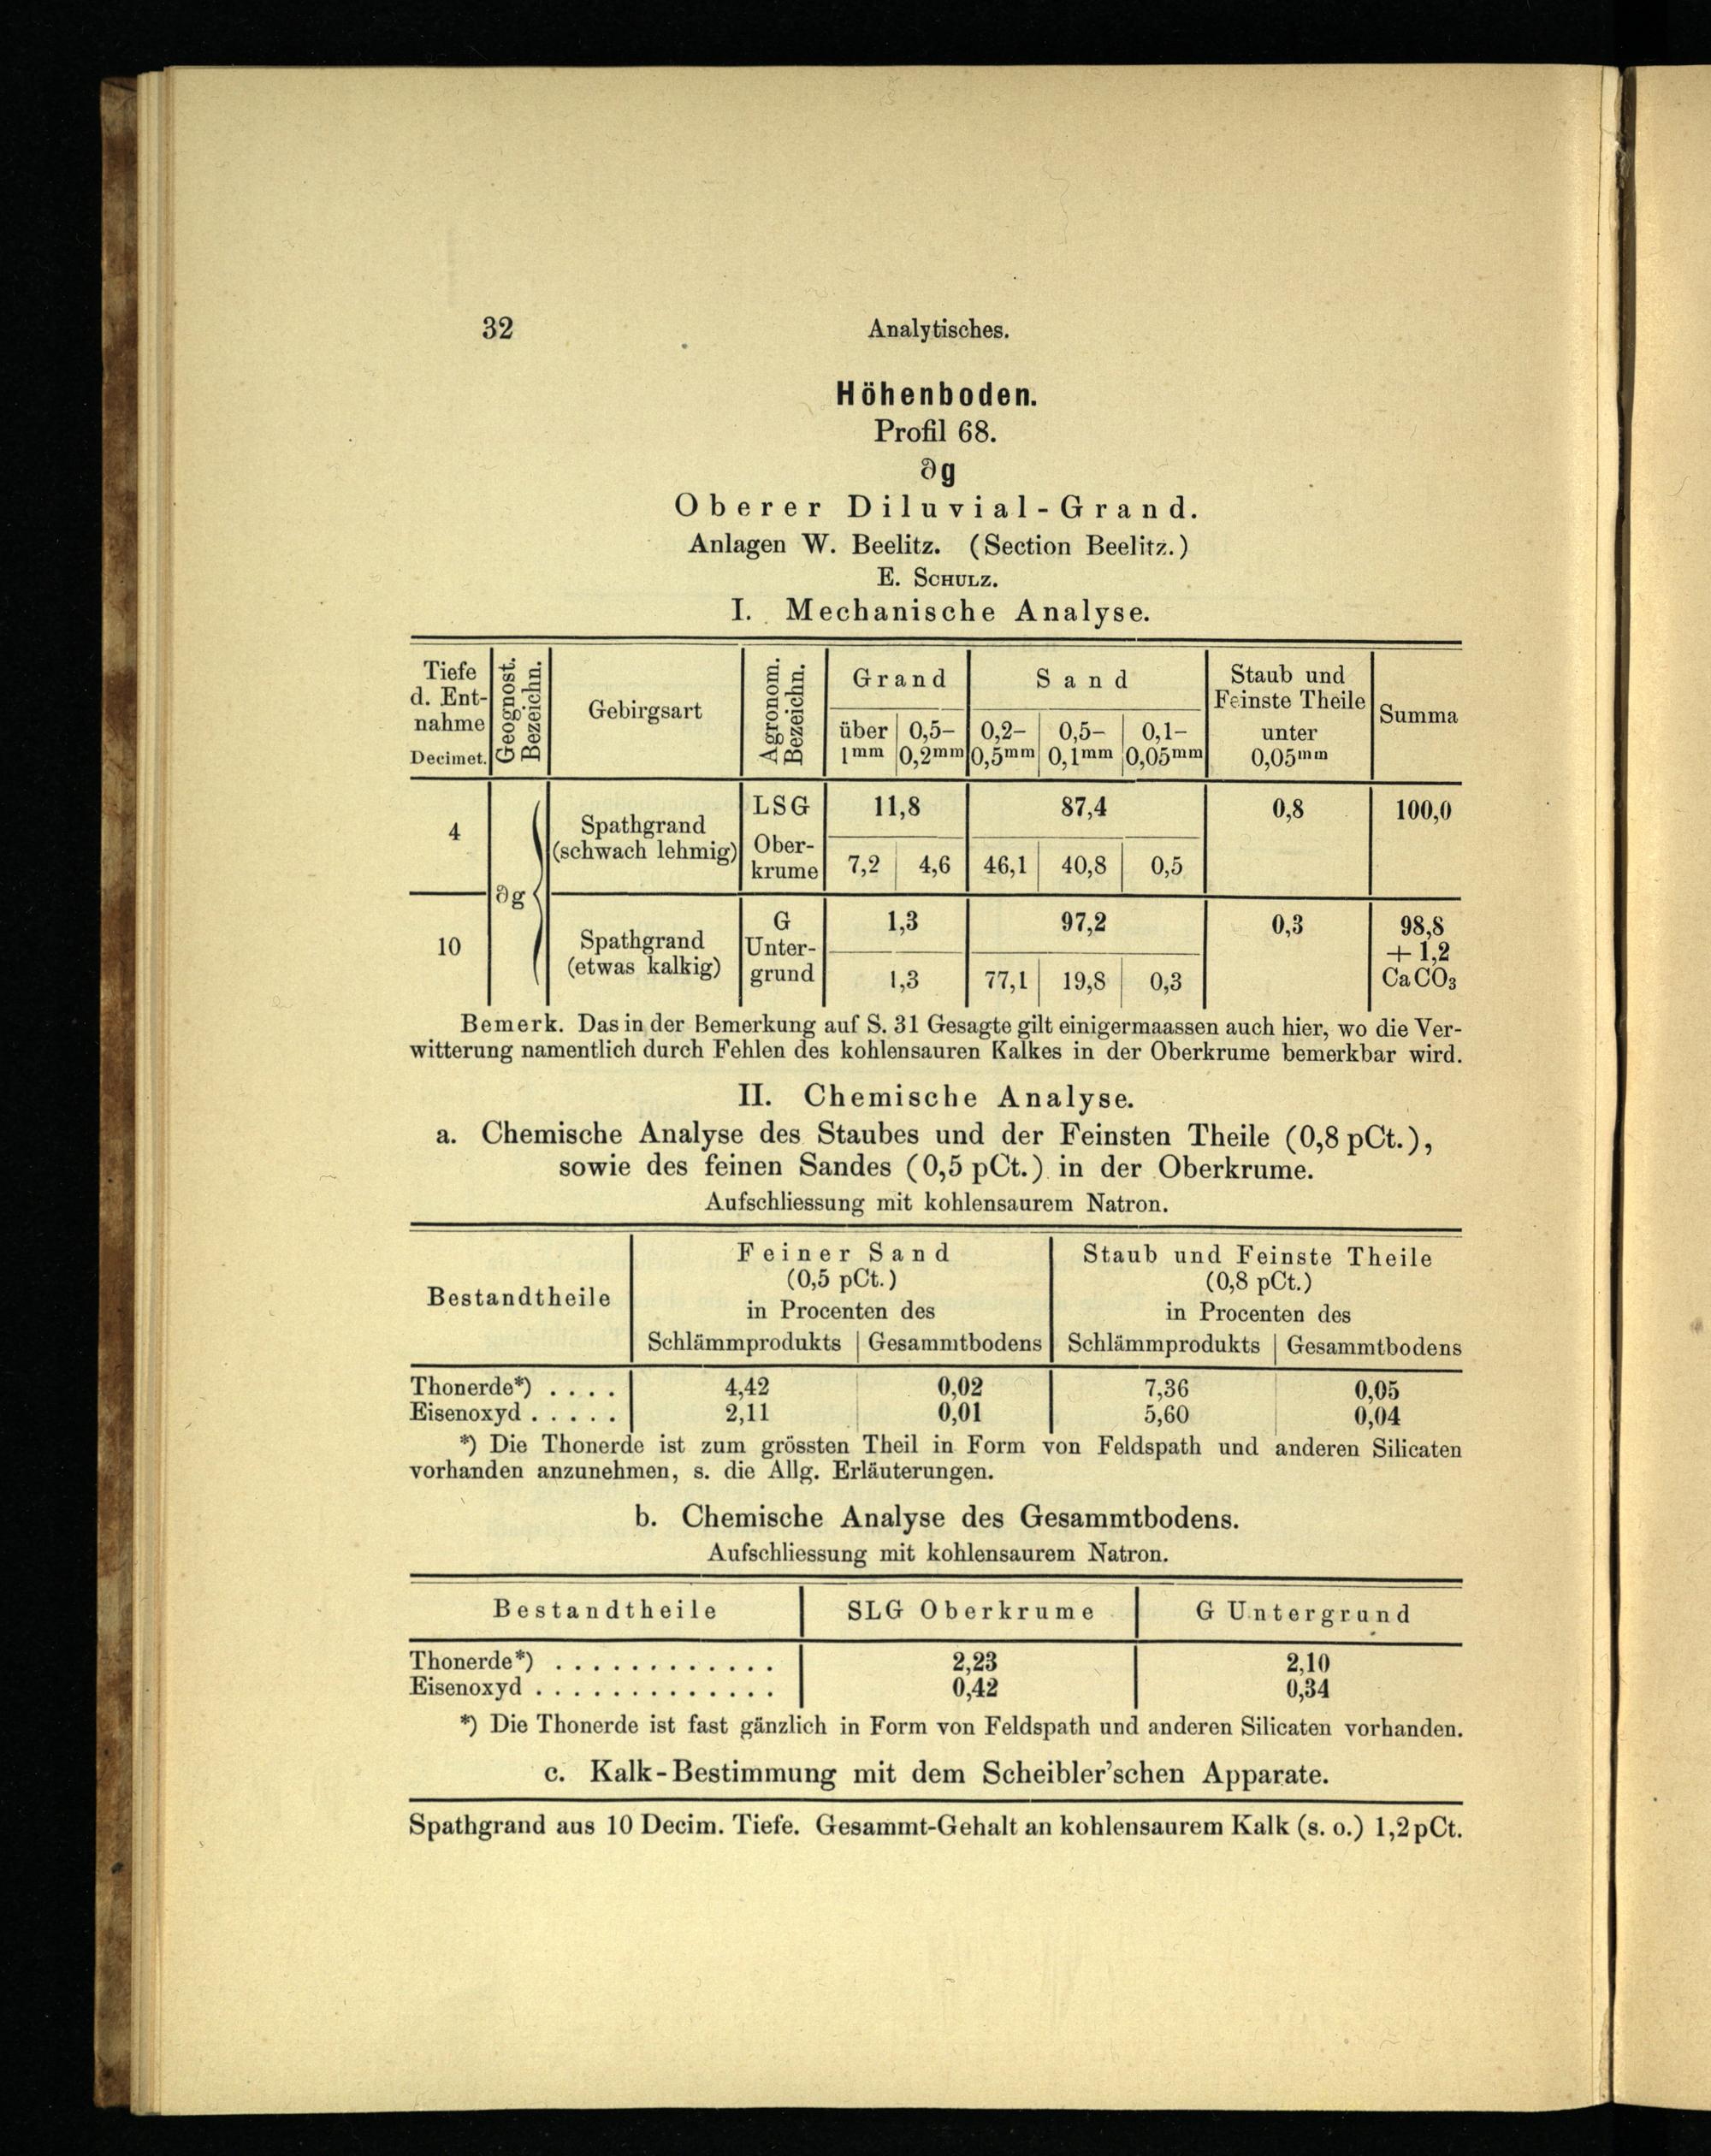 32
Analytisches.
Höhenboden.
Profil 68.
∂g
Oberer Diluvial-Grand.
Anlagen W. Beelitz. (Section Beelitz.)
E. SCHULZ.
I. Mechanische Analyse.
Tiefe
d. Ent-
nahme
Decimet.
Geognost.
Bezeichn.
Gebirgsart
Agronom.
Bezeichn.
Grand
über 1mm
0,5-0,2mm
Sand
0,2-0,5mm
0,5-0,1mm
0,1-0,05mm
Staub und
Feinste Theile
unter
0,05mm
Summa
4
∂g
Spathgrand
(schwach lehmig)
LSG
Ober-
krume
11,8 87,4 0,8 100,0
7,2 4,6 46,1 40,8 0,5
10
Spathgrand
(etwas kalkig)
G
Unter-
grund
1,3 97,2 0,3 98,8
+ 1,2
CaCO3
1,3 77,1 19,8 0,3
Bemerk. Das in der Bemerkung auf S. 31 Gesagte gilt einigermaassen auch hier, wo die Ver-
witterung namentlich durch Fehlen des kohlensauren Kalkes in der Oberkrume bemerkbar wird.
II. Chemische Analyse.
a. Chemische Analyse des Staubes und der Feinsten Theile (0,8 pCt.),
sowie des feinen Sandes (0,5 pCt.) in der Oberkrume.
Aufschliessung mit kohlensaurem Natron.
Bestandtheile
Feiner Sand
(0,5 pCt.)
in Procenten des
Schlämmprodukts | Gesammtbodens
Staub und Feinste Theile
(0,8 pCt.)
in Procenten des
Schlämmprodukts | Gesammtbodens
Thonerde*) . . . . 4,42 0,02 7,36 0,05
Eisenoxyd . . . . . 2,11 0,01 5,60 0,04
*) Die Thonerde ist zum grössten Theil in Form von Feldspath und anderen Silicaten
vorhanden anzunehmen, s. die Allg. Erläuterungen.
b. Chemische Analyse des Gesammtbodens.
Aufschliessung mit kohlensaurem Natron.
Bestandtheile SLG Oberkrume G Untergrund
Thonerde*) . . . . . . . . . . . . 2,23 2,10
Eisenoxyd . . . . . . . . . . . . . 0,42 0,34
*) Die Thonerde ist fast gänzlich in Form von Feldspath und anderen Silicaten vorhanden.
c. Kalk-Bestimmung mit dem Scheibler'schen Apparate.
Spathgrand aus 10 Decim. Tiefe. Gesammt-Gehalt an kohlensaurem Kalk (s. o.) 1,2 pCt.